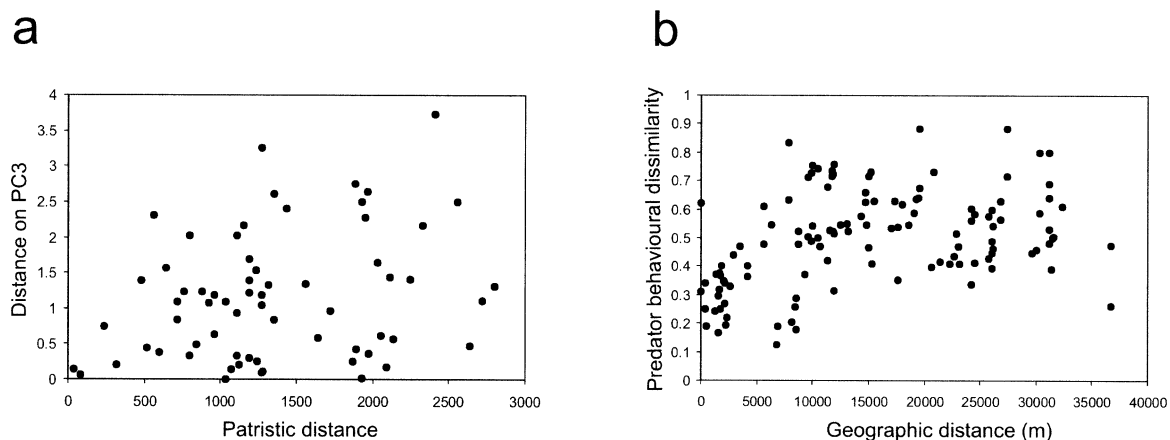 a
b
4
3.5
3
2.5
2
1.5
1
0.5
0
Distance on PC3
0 500 1000 1500 2000 2500 3000
Patristic distance
1
0.9
0.8
0.7
0.6
0.5
0.4
0.3
0.2
0.1
0
Predator behavioural dissimilarity
0 5000 10000 15000 20000 25000 30000 35000 40000
Geographic distance (m)